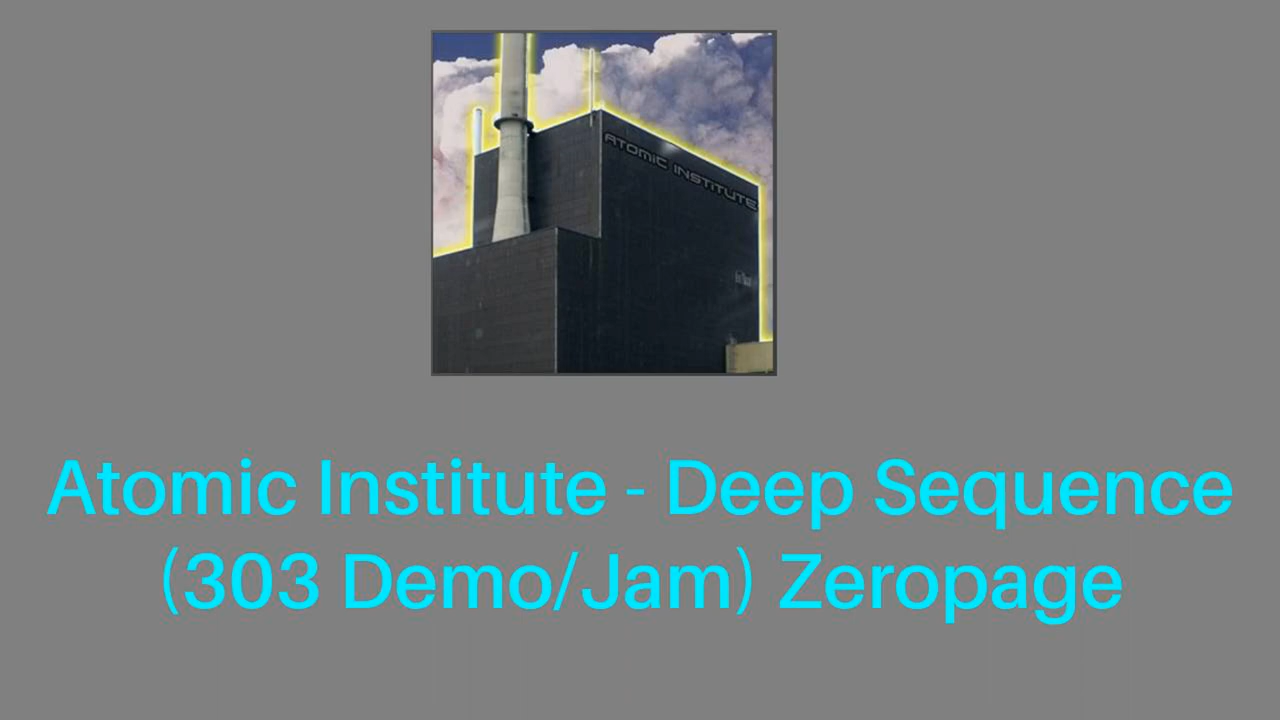 ATOMIC INSTITUTE
Atomic Institute - Deep Sequence
(303 Demo/Jam) Zeropage